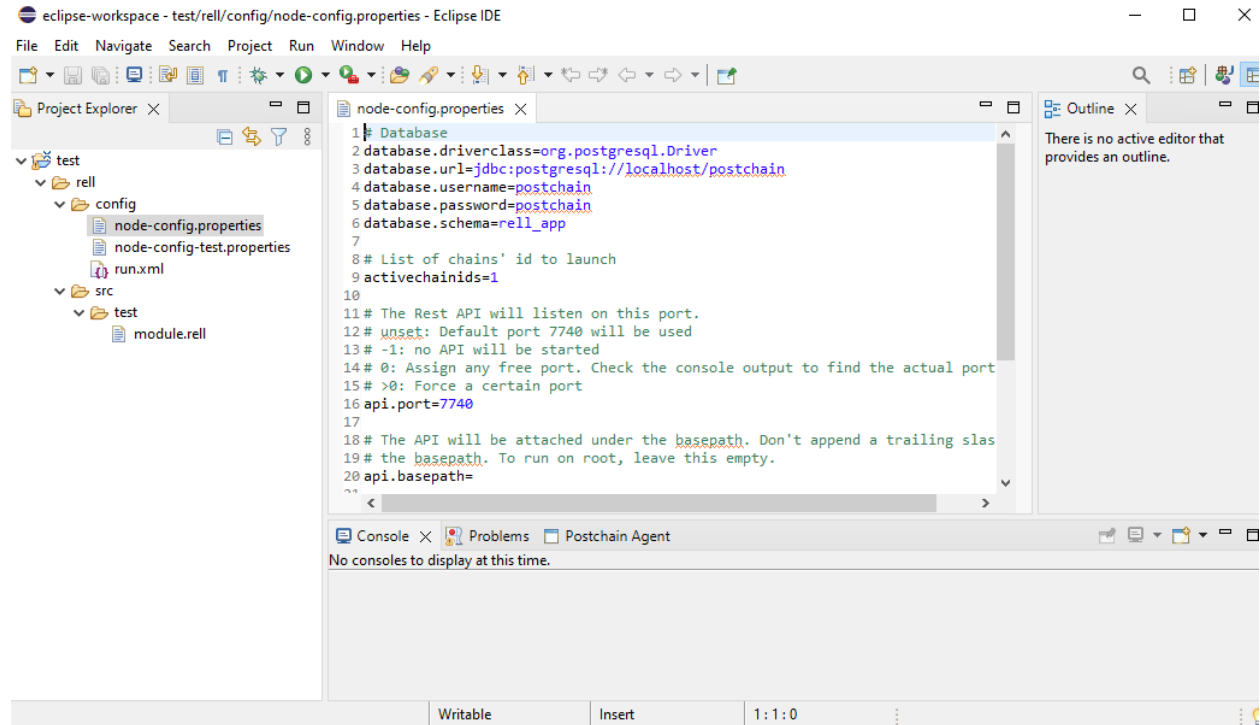 eclipse-workspace - test/rell/config/node-config.properties - Eclipse IDE
File Edit Navigate Search Project Run Window Help
Project Explorer
test
rell
config
node-config.properties
node-config-test.properties
run.xml
src
test
module.rell
node-config.properties
1 # Database
2 database.driverclass=org.postgresql.Driver
3 database.url=jdbc:postgresql://localhost/postchain
4 database.username=postchain
5 database.password=postchain
6 database.schema=rell_app
7
8 # List of chains' id to launch
9 activechainids=1
10
11 # The Rest API will listen on this port.
12 # unset: Default port 7740 will be used
13 # -1: no API will be started
14 # 0: Assign any free port. Check the console output to find the actual port
15 # >0: Force a certain port
16 api.port=7740
17
18 # The API will be attached under the basepath. Don't append a trailing slas
19 # the basepath. To run on root, leave this empty.
20 api.basepath=
21
Outline
There is no active editor that
provides an outline.
Console Problems Postchain Agent
No consoles to display at this time.
Writable Insert 1 : 1 : 0